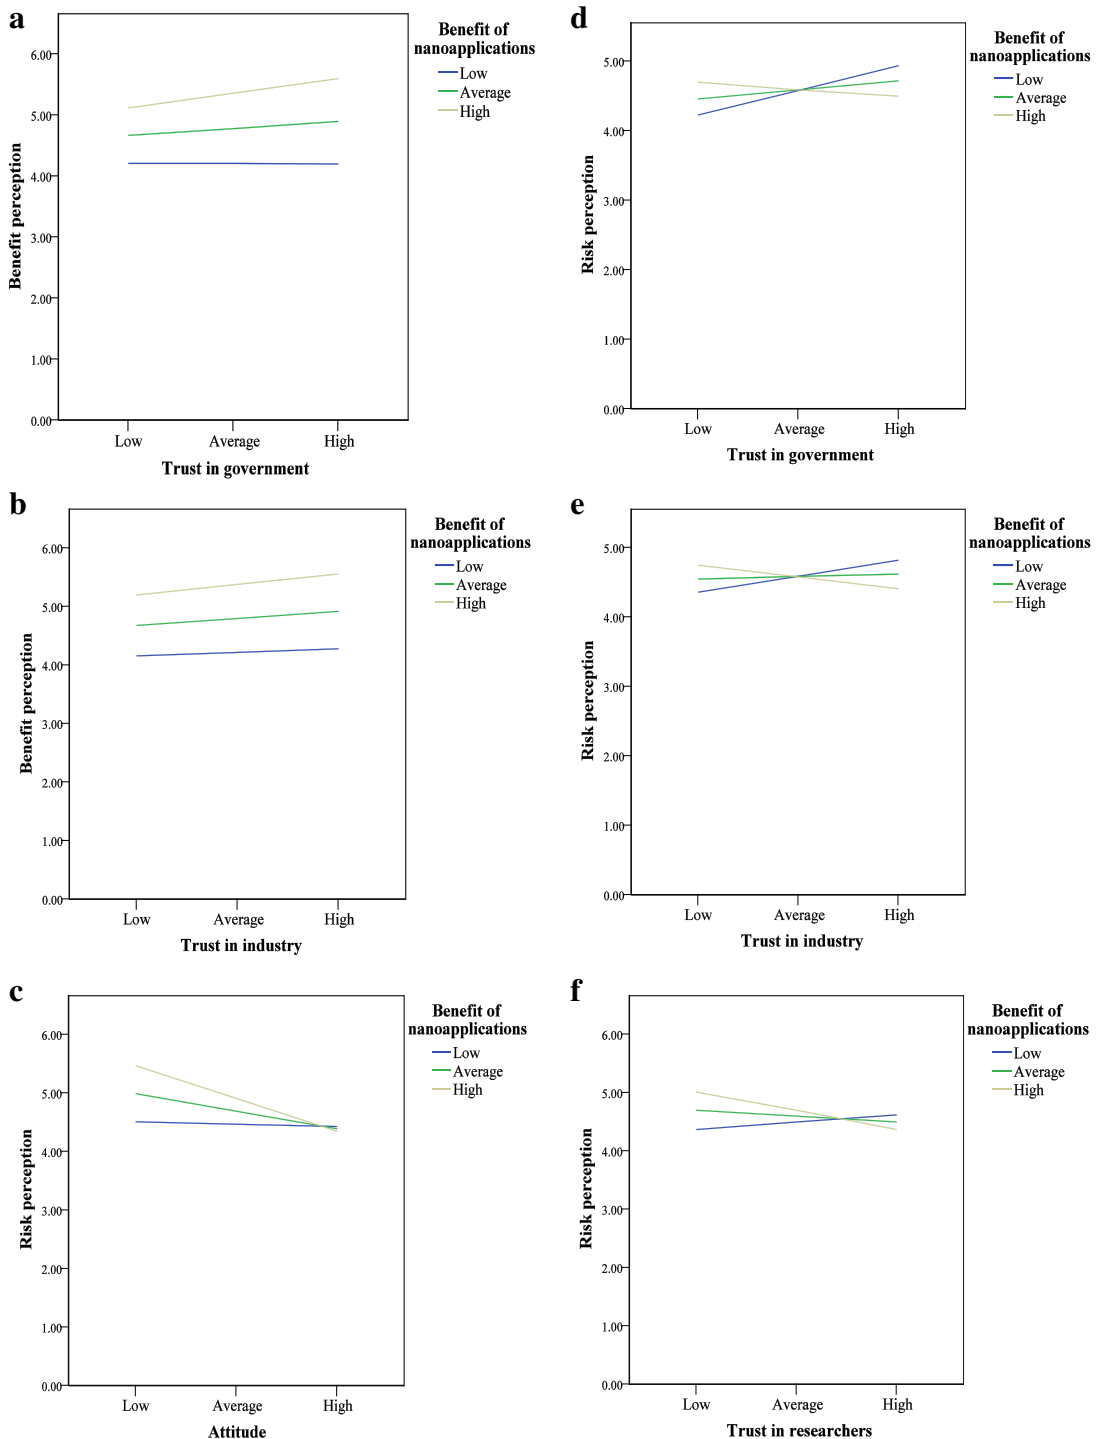 a
Benefit of
nanoapplications
Low
Average
High
6.00
5.00
4.00
3.00
2.00
1.00
0.00
Benefit perception
Low
Average
High
Trust in government
d
Benefit of
nanoapplications
Low
Average
High
5.00
4.00
3.00
2.00
1.00
0.00
Risk perception
Low
Average
High
Trust in government
b
Benefit of
nanoapplications
Low
Average
High
6.00
5.00
4.00
3.00
2.00
1.00
0.00
Benefit perception
Low
Average
High
Trust in industry
e
Benefit of
nanoapplications
Low
Average
High
5.00
4.00
3.00
2.00
1.00
0.00
Risk perception
Low
Average
High
Trust in industry
c
Benefit of
nanoapplications
Low
Average
High
6.00
5.00
4.00
3.00
2.00
1.00
0.00
Risk perception
Low
Average
High
Attitude
f
Benefit of
nanoapplications
Low
Average
High
6.00
5.00
4.00
3.00
2.00
1.00
0.00
Risk perception
Low
Average
High
Trust in researchers